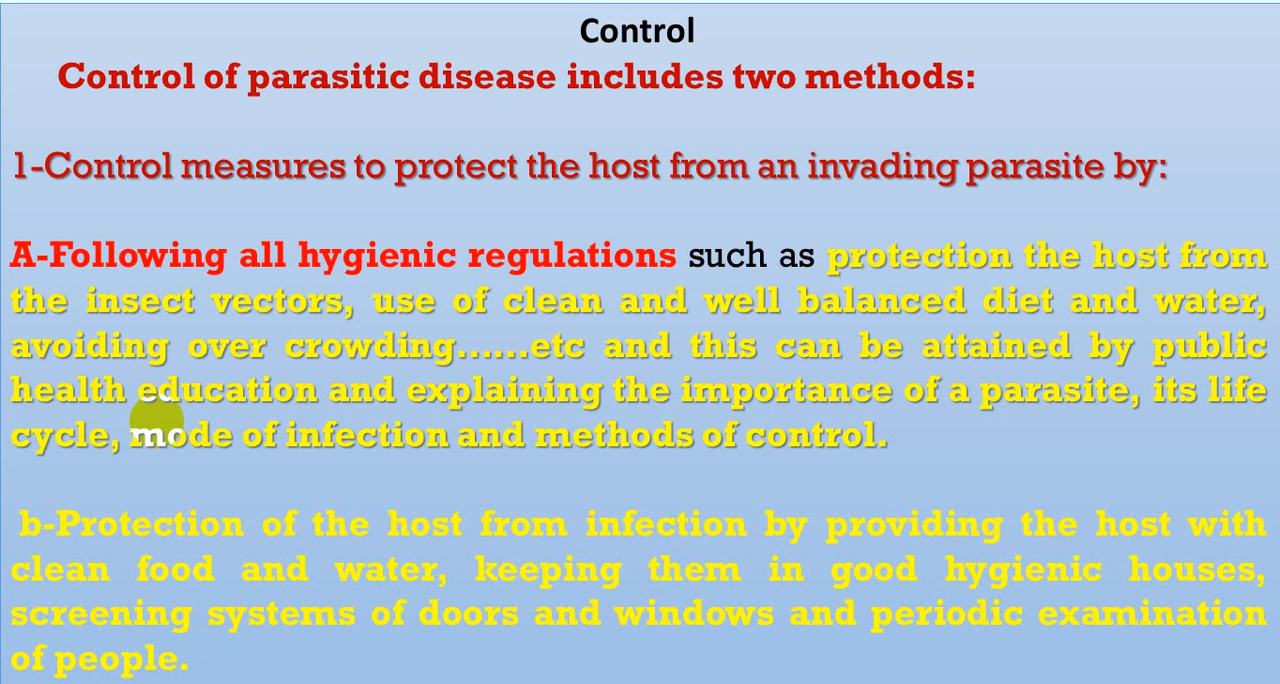 Control
Control of parasitic disease includes two methods:
1-Control measures to protect the host from an invading parasite by:
A-Following all hygienic regulations such as protection the host from
the insect vectors, use of clean and well balanced diet and water,
avoiding over crowding......etc and this can be attained by public
health education and explaining the importance of a parasite, its life
cycle, mode of infection and methods of control.
b-Protection of the host from infection by providing the host with
clean food and water, keeping them in good hygienic houses,
screening systems of doors and windows and periodic examination
of people.